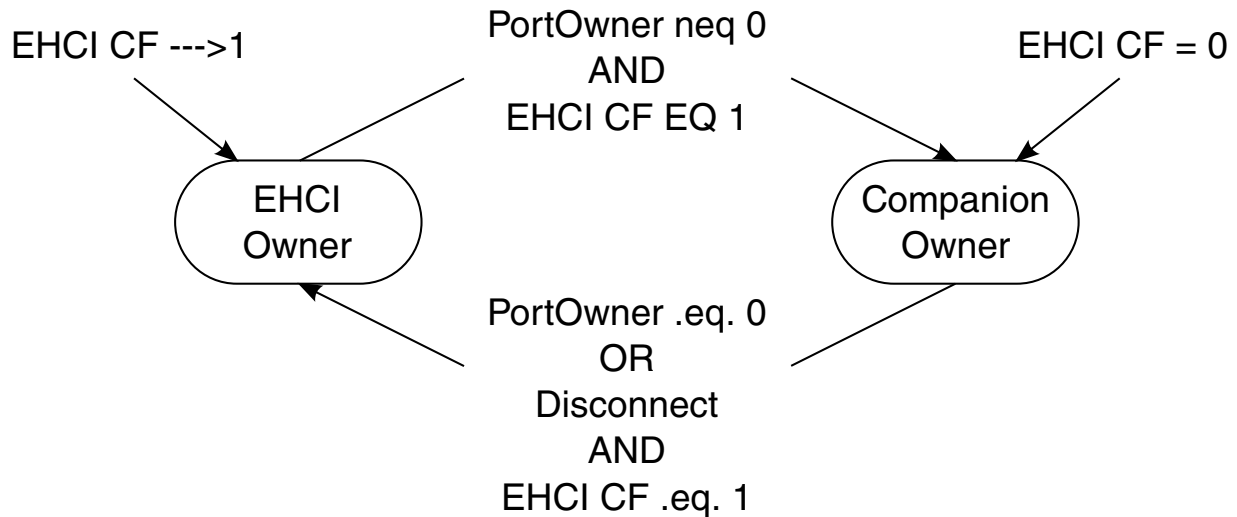 EHCI CF --->1
PortOwner neq 0
AND
EHCI CF EQ 1
EHCI CF = 0
EHCI
Owner
Companion
Owner
PortOwner .eq. 0
OR
Disconnect
AND
EHCI CF .eq. 1